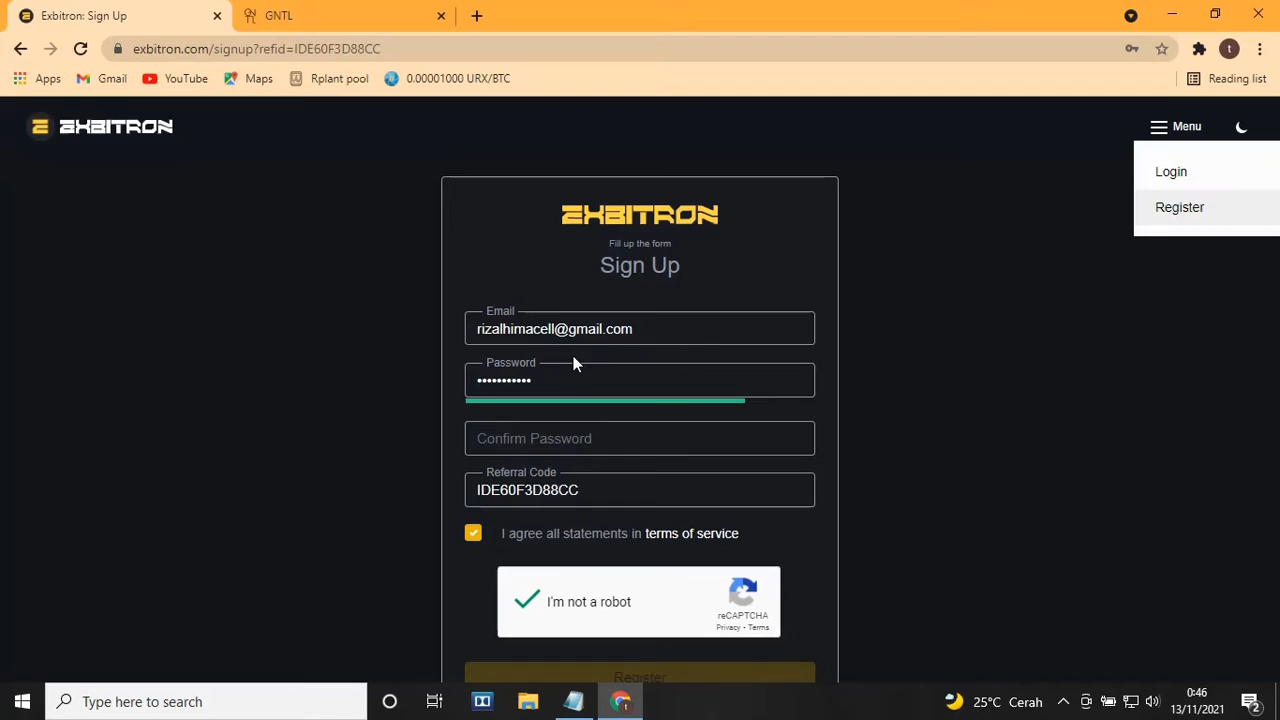 Exbitron: Sign Up
GNTL
exbitron.com/signup?refid=IDE60F3D88CC
Apps Gmail YouTube Maps Rplant pool 0.00001000 URX/BTC Reading list
t
EXBITRON
Menu
Login
Register
EXBITRON
Fill up the form
Sign Up
Email
rizalhimacell@gmail.com
Password
•••••••••••
Confirm Password
Referral Code
IDE60F3D88CC
I agree all statements in terms of service
I'm not a robot
reCAPTCHA
Privacy - Terms
Register
Type here to search
25°C Cerah
0:46
13/11/2021
2